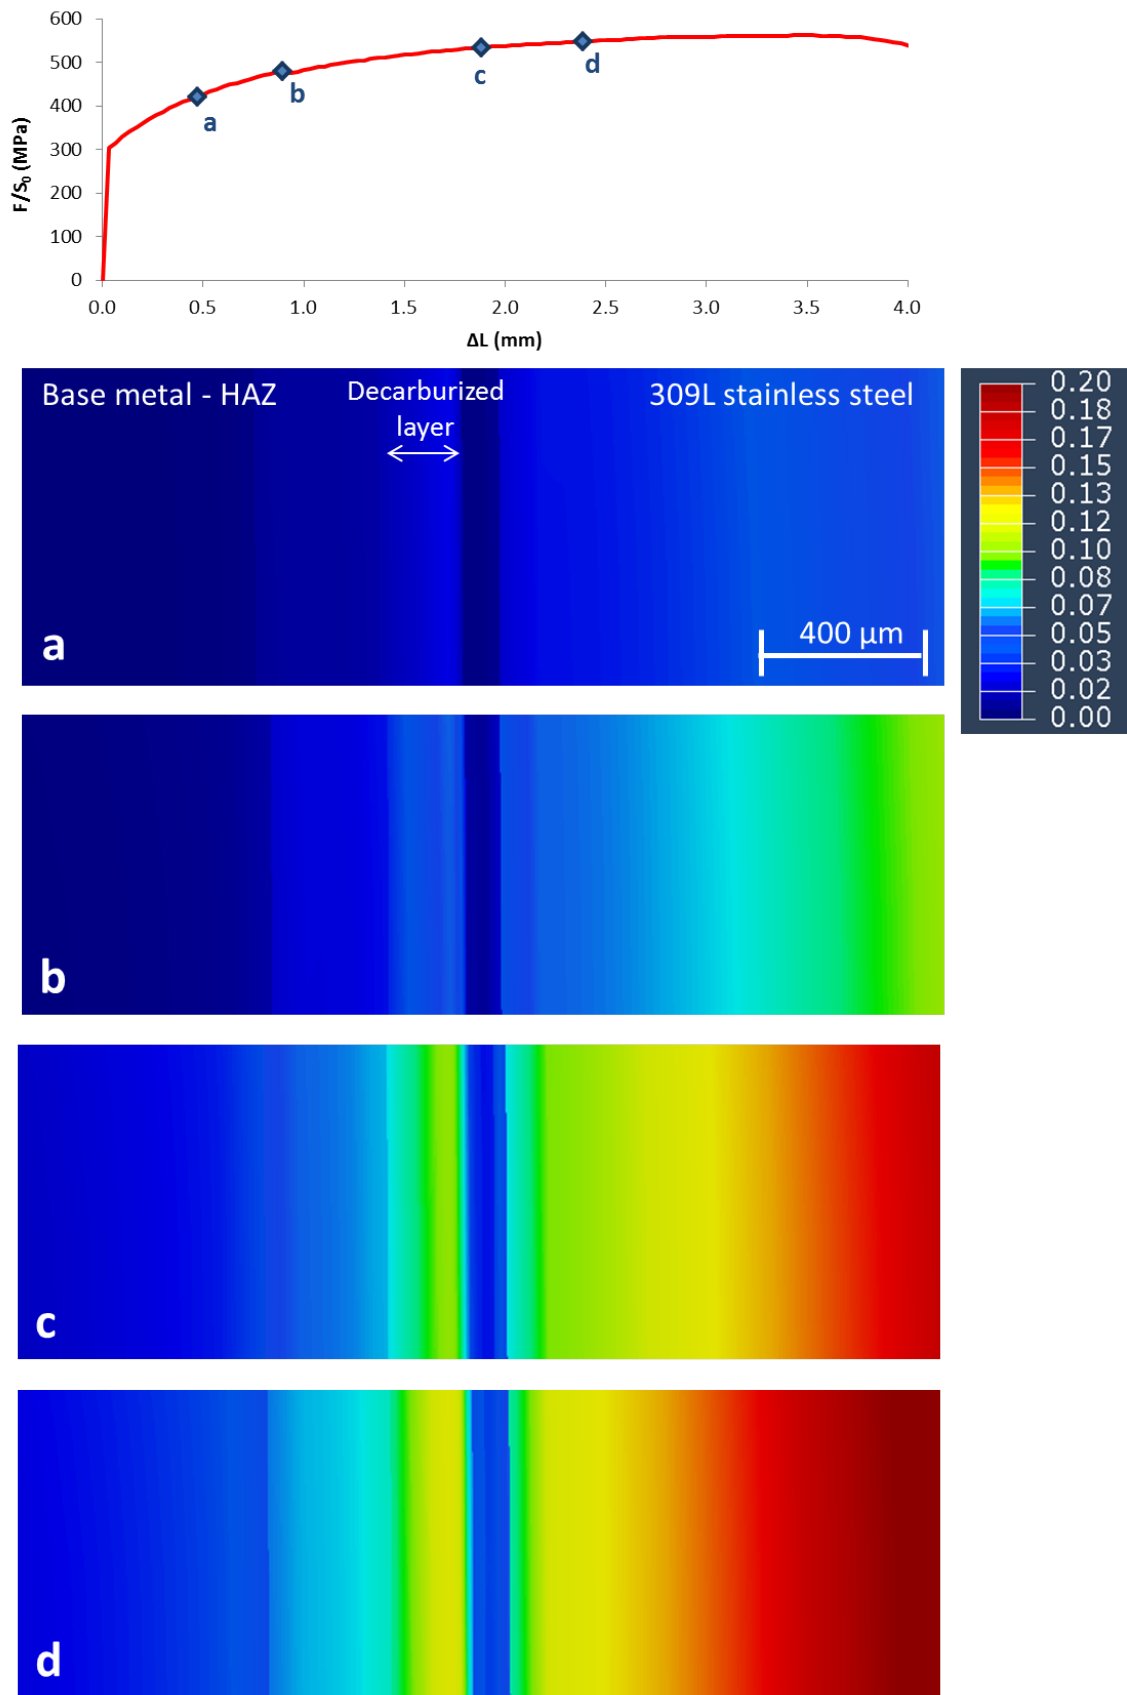 600
500
400
300
200
100
0
F/S₀ (MPa)
a
b
c
d
0.0 0.5 1.0 1.5 2.0 2.5 3.0 3.5 4.0
ΔL (mm)
Base metal - HAZ
Decarburized
layer
309L stainless steel
400 µm
a
0.20
0.18
0.17
0.15
0.13
0.12
0.10
0.08
0.07
0.05
0.03
0.02
0.00
b
c
d